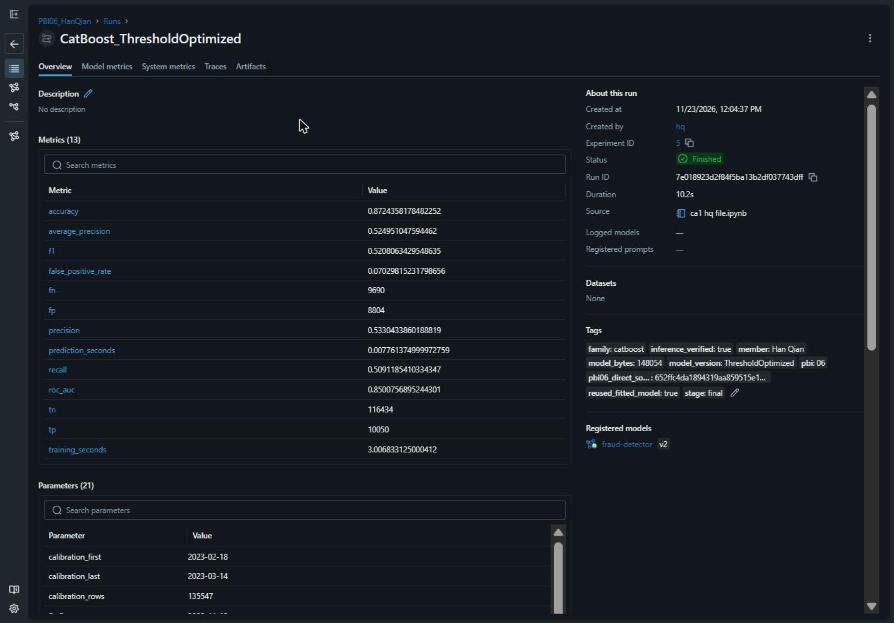 PBI06_HanQian › Runs ›
CatBoost_ThresholdOptimized
Overview Model metrics System metrics Traces Artifacts
Description
No description
Metrics (13)
Search metrics
Metric Value
accuracy 0.8724358178482252
average_precision 0.524951047594462
f1 0.5208063429548635
false_positive_rate 0.07029815231798656
fn 9690
fp 8804
precision 0.5330433860188819
prediction_seconds 0.007761374999972759
recall 0.5091185410334347
roc_auc 0.8500756895244301
tn 116434
tp 10050
training_seconds 3.006833125000412
Parameters (21)
Search parameters
Parameter Value
calibration_first 2023-02-18
calibration_last 2023-03-14
calibration_rows 135547
About this run
Created at 11/23/2026, 12:04:37 PM
Created by hq
Experiment ID 5
Status Finished
Run ID 7e018923d2f84f5ba13b2df037743dff
Duration 10.2s
Source ca1 hq file.ipynb
Logged models —
Registered prompts —
Datasets
None
Tags
family: catboost inference_verified: true member: Han Qian
model_bytes: 148054 model_version: ThresholdOptimized pbi: 06
pbi06_direct_so... : 652ffc4da1894319aa859515e1...
reused_fitted_model: true stage: final
Registered models
fraud-detector v2